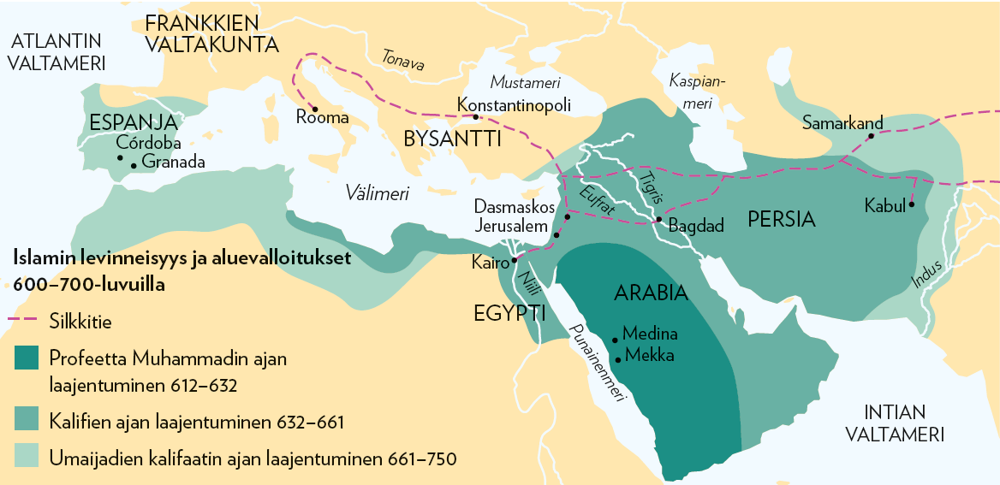 FRANKKIEN
VALTAKUNTA
ATLANTIN
VALTAMERI
Tonava
Mustameri
Kaspian-
meri
Konstantinopoli
Rooma
ESPANJA
Córdoba
Granada
BYSANTTI
Samarkand
Välimeri
Tigris
Eufrat
Dasmaskos
Jerusalem
Bagdad
PERSIA
Kabul
Kairo
Niili
Indus
EGYPTI
ARABIA
Medina
Mekka
Punainenmeri
INTIAN
VALTAMERI
Islamin levinneisyys ja aluevalloitukset
600–700-luvuilla
Silkkitie
Profeetta Muhammadin ajan
laajentuminen 612–632
Kalifien ajan laajentuminen 632–661
Umaijadien kalifaatin ajan laajentuminen 661–750